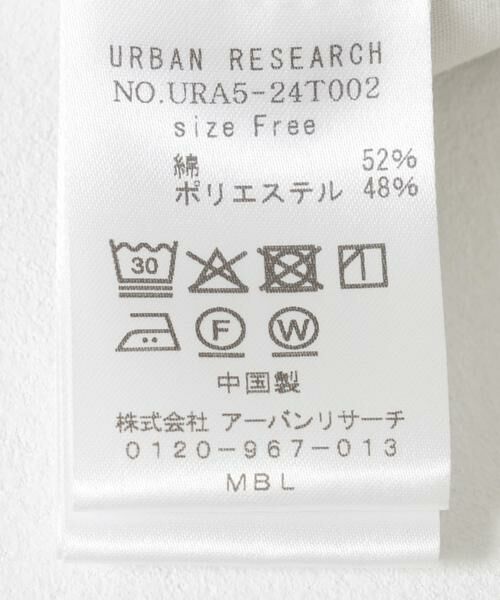 URBAN RESEARCH
NO.URA5-24T002
size Free
綿 52%
ポリエステル 48%
30
F W
中国製
株式会社 アーバンリサーチ
0120-967-013
MBL